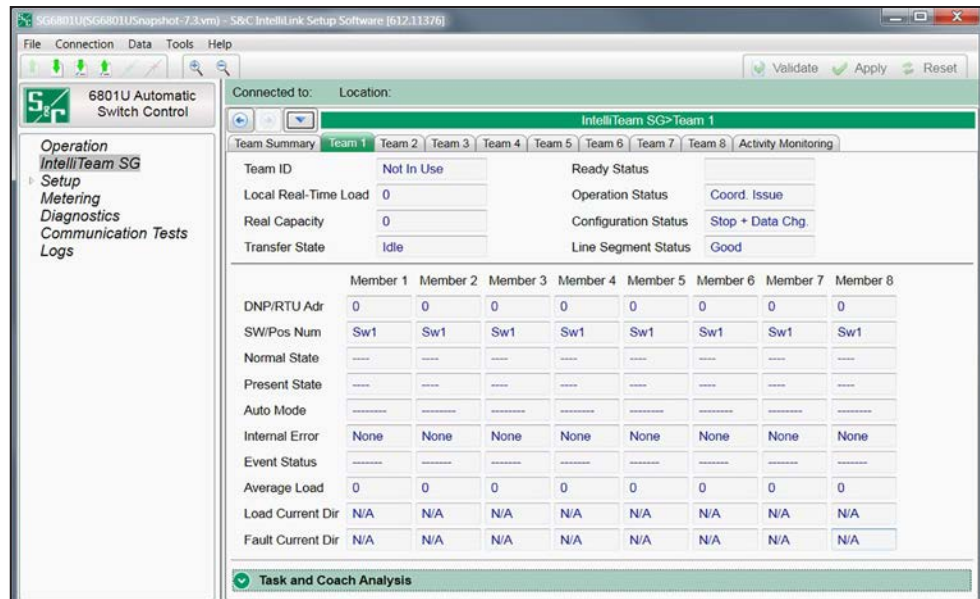 SG6801U(SG6801USnapshot-7.3.vm) - S&C IntelliLink Setup Software [612.11376]
File Connection Data Tools Help
Validate Apply Reset
S&C
6801U Automatic
Switch Control
Operation
IntelliTeam SG
Setup
Metering
Diagnostics
Communication Tests
Logs
Connected to: Location:
IntelliTeam SG>Team 1
Team Summary Team 1 Team 2 Team 3 Team 4 Team 5 Team 6 Team 7 Team 8 Activity Monitoring
Team ID Not In Use Ready Status
Local Real-Time Load 0 Operation Status Coord. Issue
Real Capacity 0 Configuration Status Stop + Data Chg.
Transfer State Idle Line Segment Status Good
Member 1 Member 2 Member 3 Member 4 Member 5 Member 6 Member 7 Member 8
DNP/RTU Adr 0 0 0 0 0 0 0 0
SW/Pos Num Sw1 Sw1 Sw1 Sw1 Sw1 Sw1 Sw1 Sw1
Normal State ---- ---- ---- ---- ---- ---- ---- ----
Present State ---- ---- ---- ---- ---- ---- ---- ----
Auto Mode -------- -------- -------- -------- -------- -------- -------- --------
Internal Error None None None None None None None None
Event Status ------- ------- ------- ------- ------- ------- ------- -------
Average Load 0 0 0 0 0 0 0 0
Load Current Dir N/A N/A N/A N/A N/A N/A N/A N/A
Fault Current Dir N/A N/A N/A N/A N/A N/A N/A N/A
Task and Coach Analysis